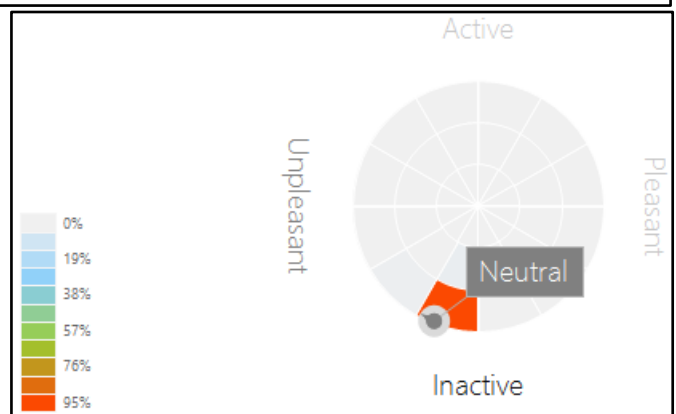 Active
Unpleasant
Pleasant
0%
19%
38%
57%
76%
95%
Neutral
Inactive